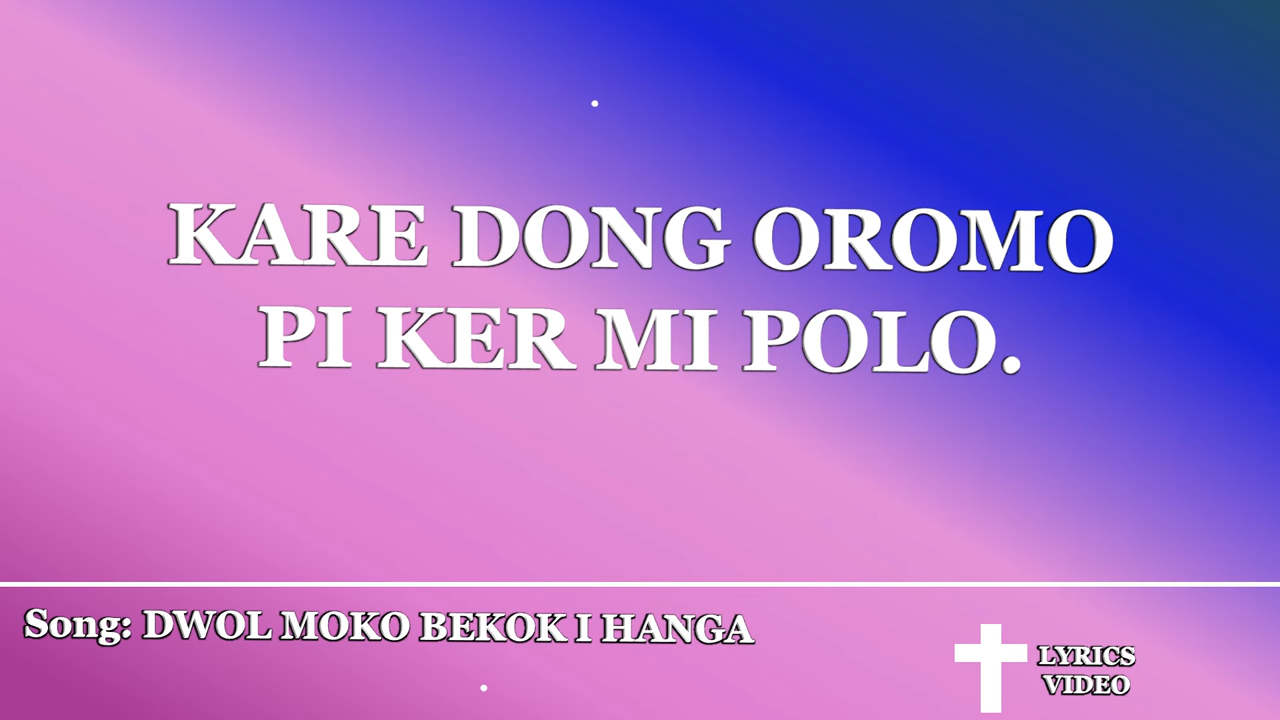 KARE DONG OROMO
PI KER MI POLO.
Song: DWOL MOKO BEKOK I HANGA
LYRICS
VIDEO